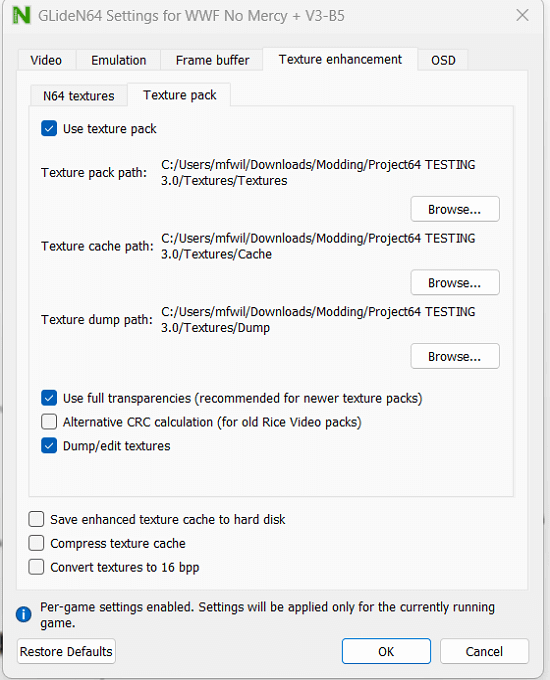 GLideN64 Settings for WWF No Mercy + V3-B5
Video
Emulation
Frame buffer
Texture enhancement
OSD
N64 textures
Texture pack
Use texture pack
Texture pack path:
C:/Users/mfwil/Downloads/Modding/Project64 TESTING
3.0/Textures/Textures
Browse...
Texture cache path:
C:/Users/mfwil/Downloads/Modding/Project64 TESTING
3.0/Textures/Cache
Browse...
Texture dump path:
C:/Users/mfwil/Downloads/Modding/Project64 TESTING
3.0/Textures/Dump
Browse...
Use full transparencies (recommended for newer texture packs)
Alternative CRC calculation (for old Rice Video packs)
Dump/edit textures
Save enhanced texture cache to hard disk
Compress texture cache
Convert textures to 16 bpp
Per-game settings enabled. Settings will be applied only for the currently running
game.
Restore Defaults
OK
Cancel